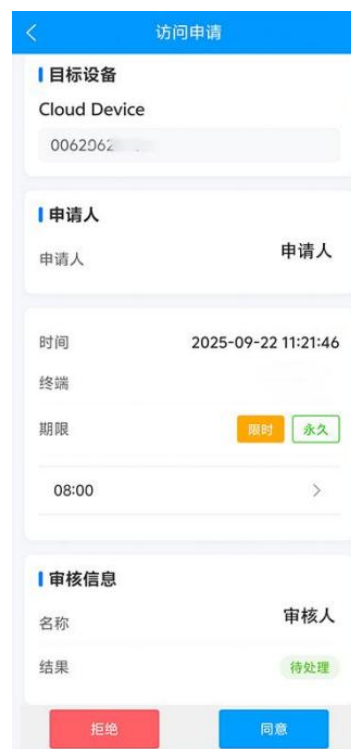 访问申请
目标设备
Cloud Device
0062062
申请人
申请人 申请人
时间 2025-09-22 11:21:46
终端
期限 限时 永久
08:00
审核信息
名称 审核人
结果 待处理
拒绝 同意